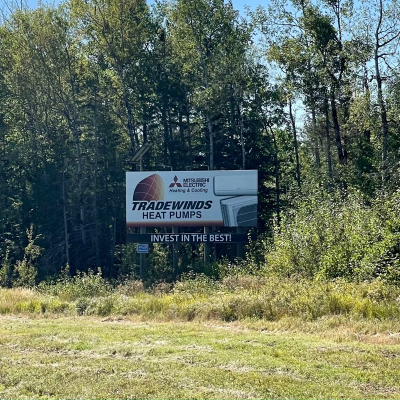 MITSUBISHI
ELECTRIC
Heating & Cooling
TRADEWINDS
HEAT PUMPS
INVEST IN THE BEST!